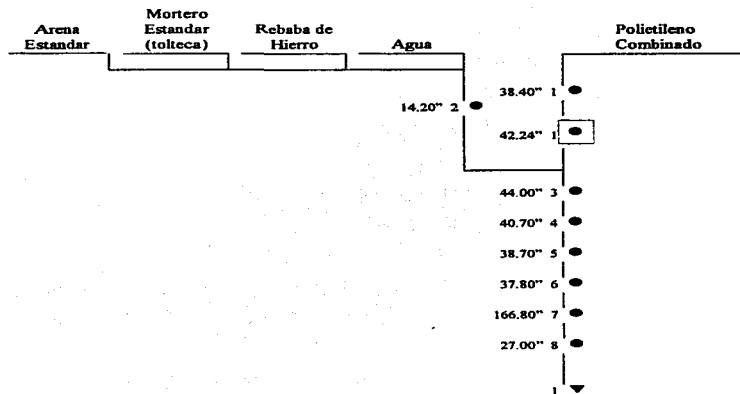 Arena
Estandar
Mortero
Estandar
(tolteca)
Rebaba de
Hierro
Agua
Polietileno
Combinado
38.40" 1
14.20" 2
42.24" 1
44.00" 3
40.70" 4
38.70" 5
37.80" 6
166.80" 7
27.00" 8
1